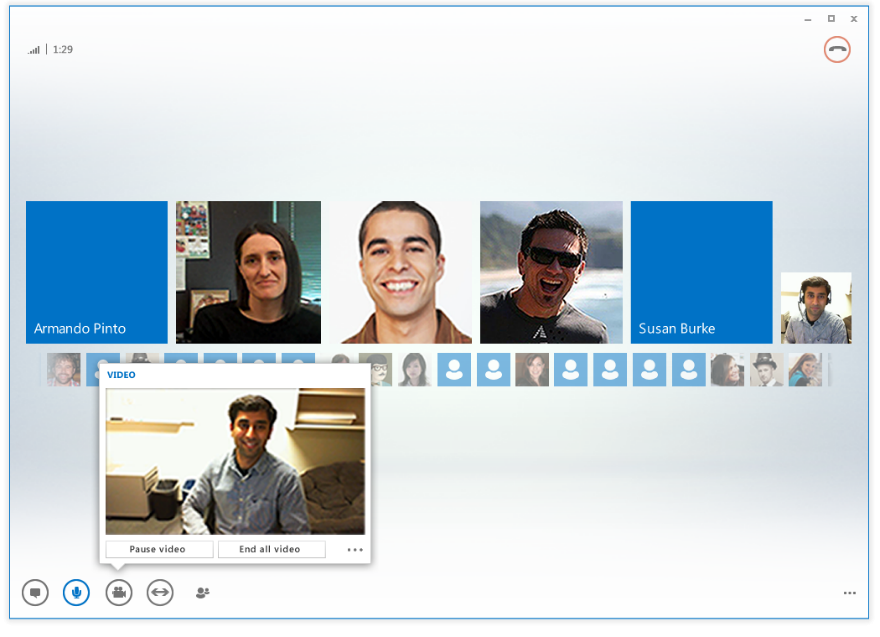 1:29
Armando Pinto
Susan Burke
VIDEO
Pause video
End all video